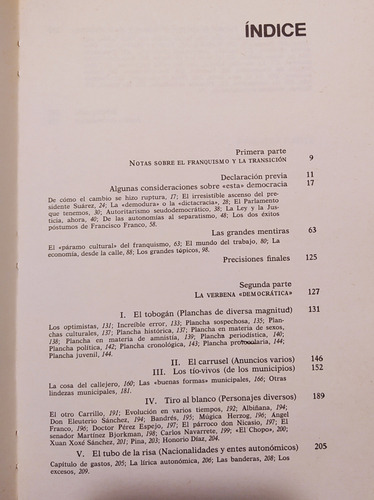 ÍNDICE
Primera parte
NOTAS SOBRE EL FRANQUISMO Y LA TRANSICIÓN 9
Declaración previa 11
Algunas consideraciones sobre «esta» democracia 17
De cómo el cambio se hizo ruptura, 17; El irresistible ascenso del pre-
sidente Suárez, 24; La «demodura» o la «dictacracia», 28; El Parlamento
que tenemos, 30; Autoritarismo seudodemocrático, 38; La Ley y la Jus-
ticia, ahora, 40; De las autonomías al separatismo, 48; Los dos éxitos
póstumos de Francisco Franco, 58.
Las grandes mentiras 63
El «páramo cultural» del franquismo, 63; El mundo del trabajo, 80; La
economía, desde la calle, 88; Los grandes tópicos, 98.
Precisiones finales 125
Segunda parte
LA VERBENA «DEMOCRÁTICA» 127
I. El tobogán (Planchas de diversa magnitud) 131
Los optimistas, 131; Increíble error, 133; Plancha sospechosa, 135; Plan-
chas culturales, 137; Plancha histórica, 137; Plancha en materia de sexos,
138; Plancha en materia de amnistía, 139; Plancha periodística, 140;
Plancha política, 142; Plancha cronológica, 143; Plancha protocolaria, 144;
Plancha juvenil, 144.
II. El carrusel (Anuncios varios) 146
III. Los tío-vivos (de los municipios) 152
La cosa del callejero, 160; Las «buenas formas» municipales, 166; Otras
lindezas municipales, 181.
IV. Tiro al blanco (Personajes diversos) 189
El otro Carrillo, 191; Evolución en varios tiempos, 192; Albiñana, 194;
Don Eleuterio Sánchez, 194; Bandrés, 195; Múgica Herzog, 196; Ángel
Franco, 196; Doctor Pérez Espejo, 197; El párroco don Nicasio, 197; El
senador Martínez Bjorkman, 198; Carlos Navarrete, 199; «El Chopo», 200;
Xuan Xosé Sánchez, 201; Pina, 203; Honorio Díaz, 204.
V. El tubo de la risa (Nacionalidades y entes autonómicos) 205
Capítulo de gastos, 205; La lírica autonómica, 206; Las banderas, 208; Los
excesos, 209.